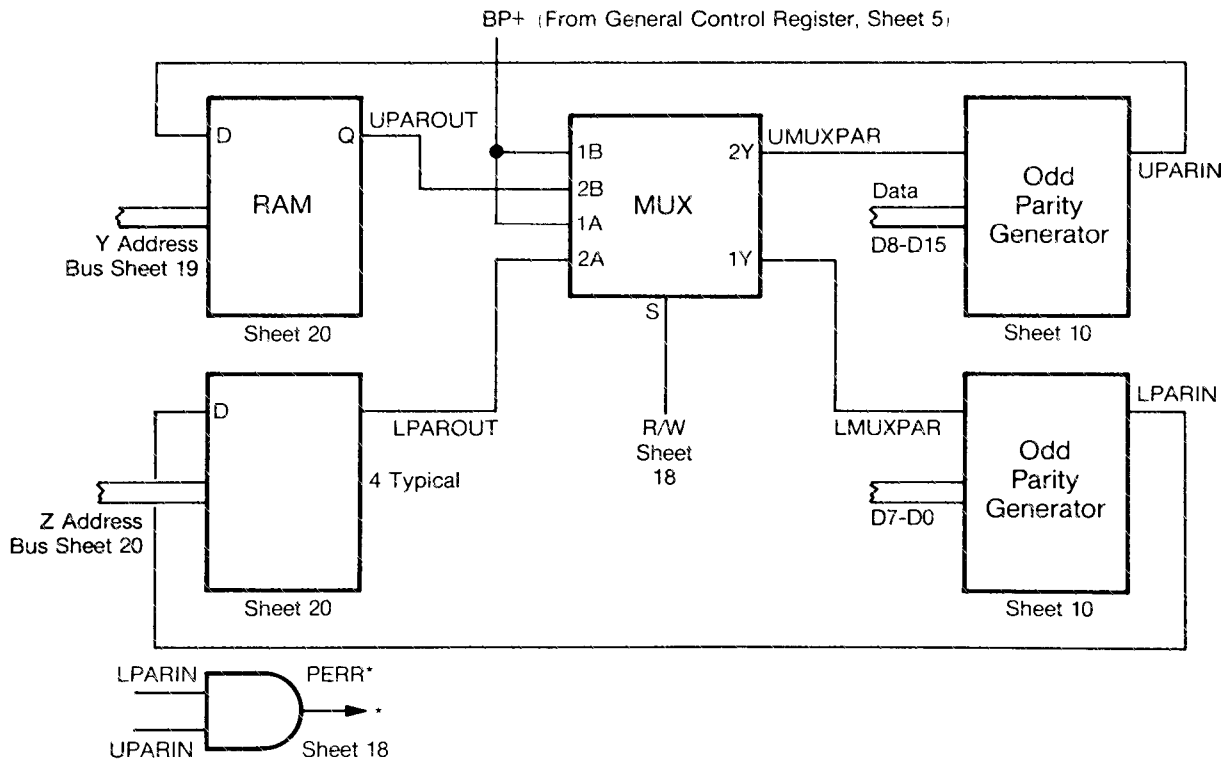 BP+ (From General Control Register, Sheet 5)
D
Q
UPAROUT
RAM
Y Address
Bus Sheet 19
Sheet 20
1B
2B
1A
2A
MUX
2Y
1Y
S
UMUXPAR
Data
D8-D15
Odd
Parity
Generator
UPARIN
Sheet 10
D
LPAROUT
4 Typical
Z Address
Bus Sheet 20
Sheet 20
R/W
Sheet
18
LMUXPAR
D7-D0
Odd
Parity
Generator
LPARIN
Sheet 10
LPARIN
UPARIN
PERR*
*
Sheet 18